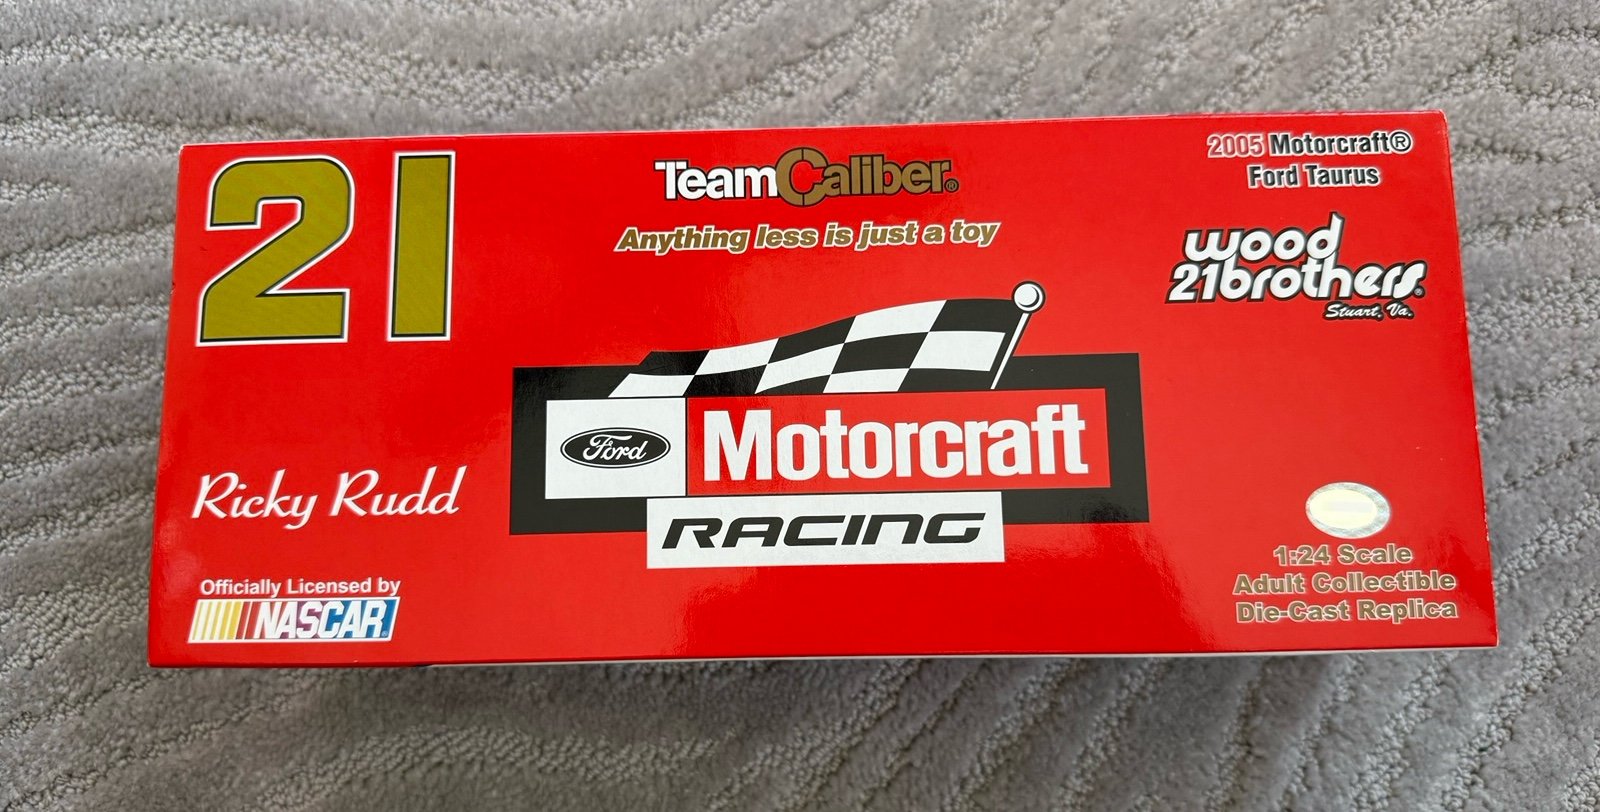 21
TeamCaliber®
Anything less is just a toy
2005 Motorcraft®
Ford Taurus
wood
21brothers®
Stuart, Va.
Ford
Motorcraft
RACING
Ricky Rudd
Officially Licensed by
NASCAR®
1:24 Scale
Adult Collectible
Die-Cast Replica